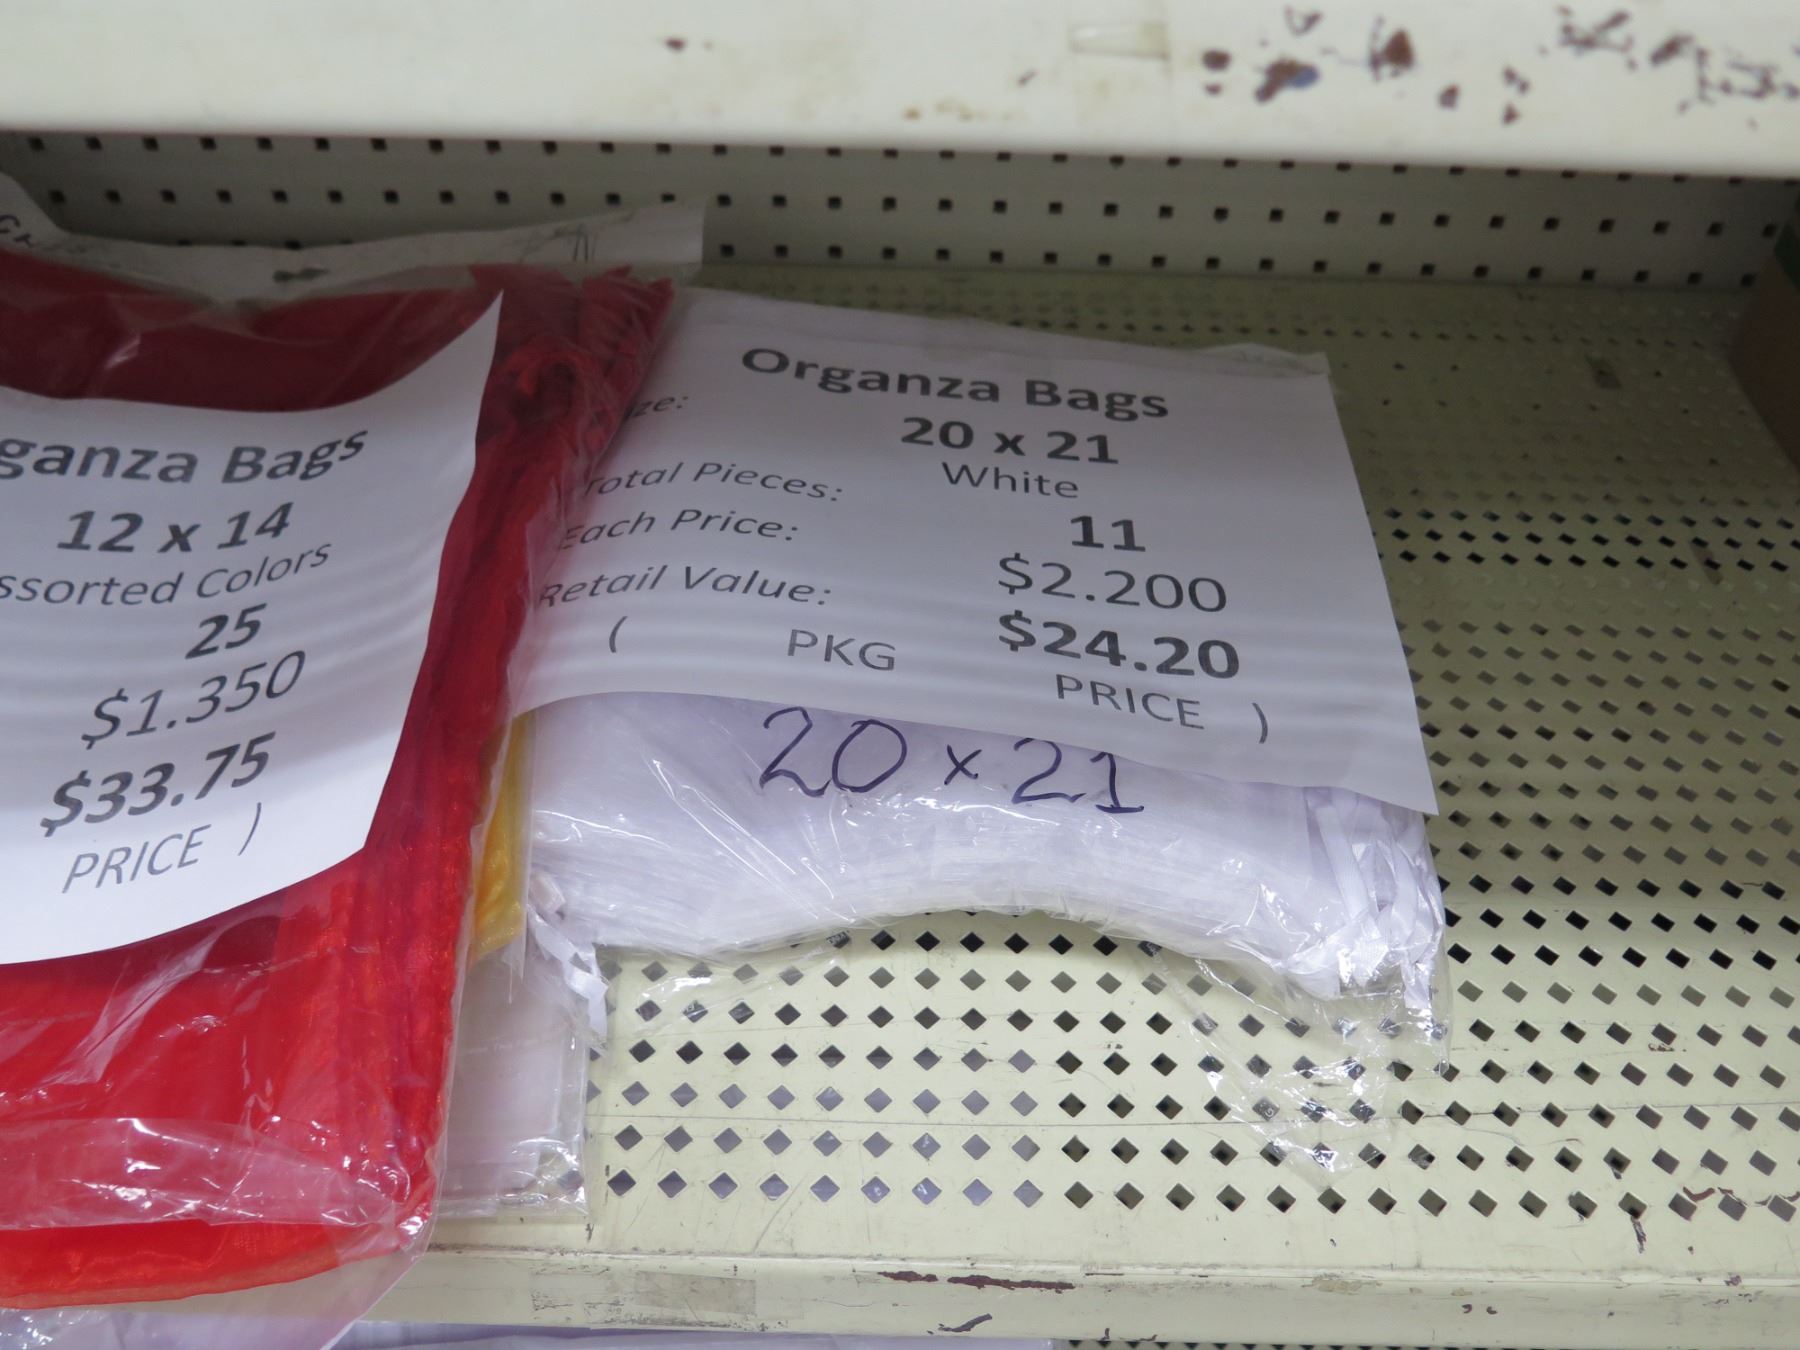 ganza Bags
12 x 14
ssorted Colors
25
$1.350
$33.75
PRICE )
Organza Bags
ize: 20 x 21
White
Total Pieces: 11
Each Price: $2.200
Retail Value: $24.20
( PKG PRICE )
20 x 21